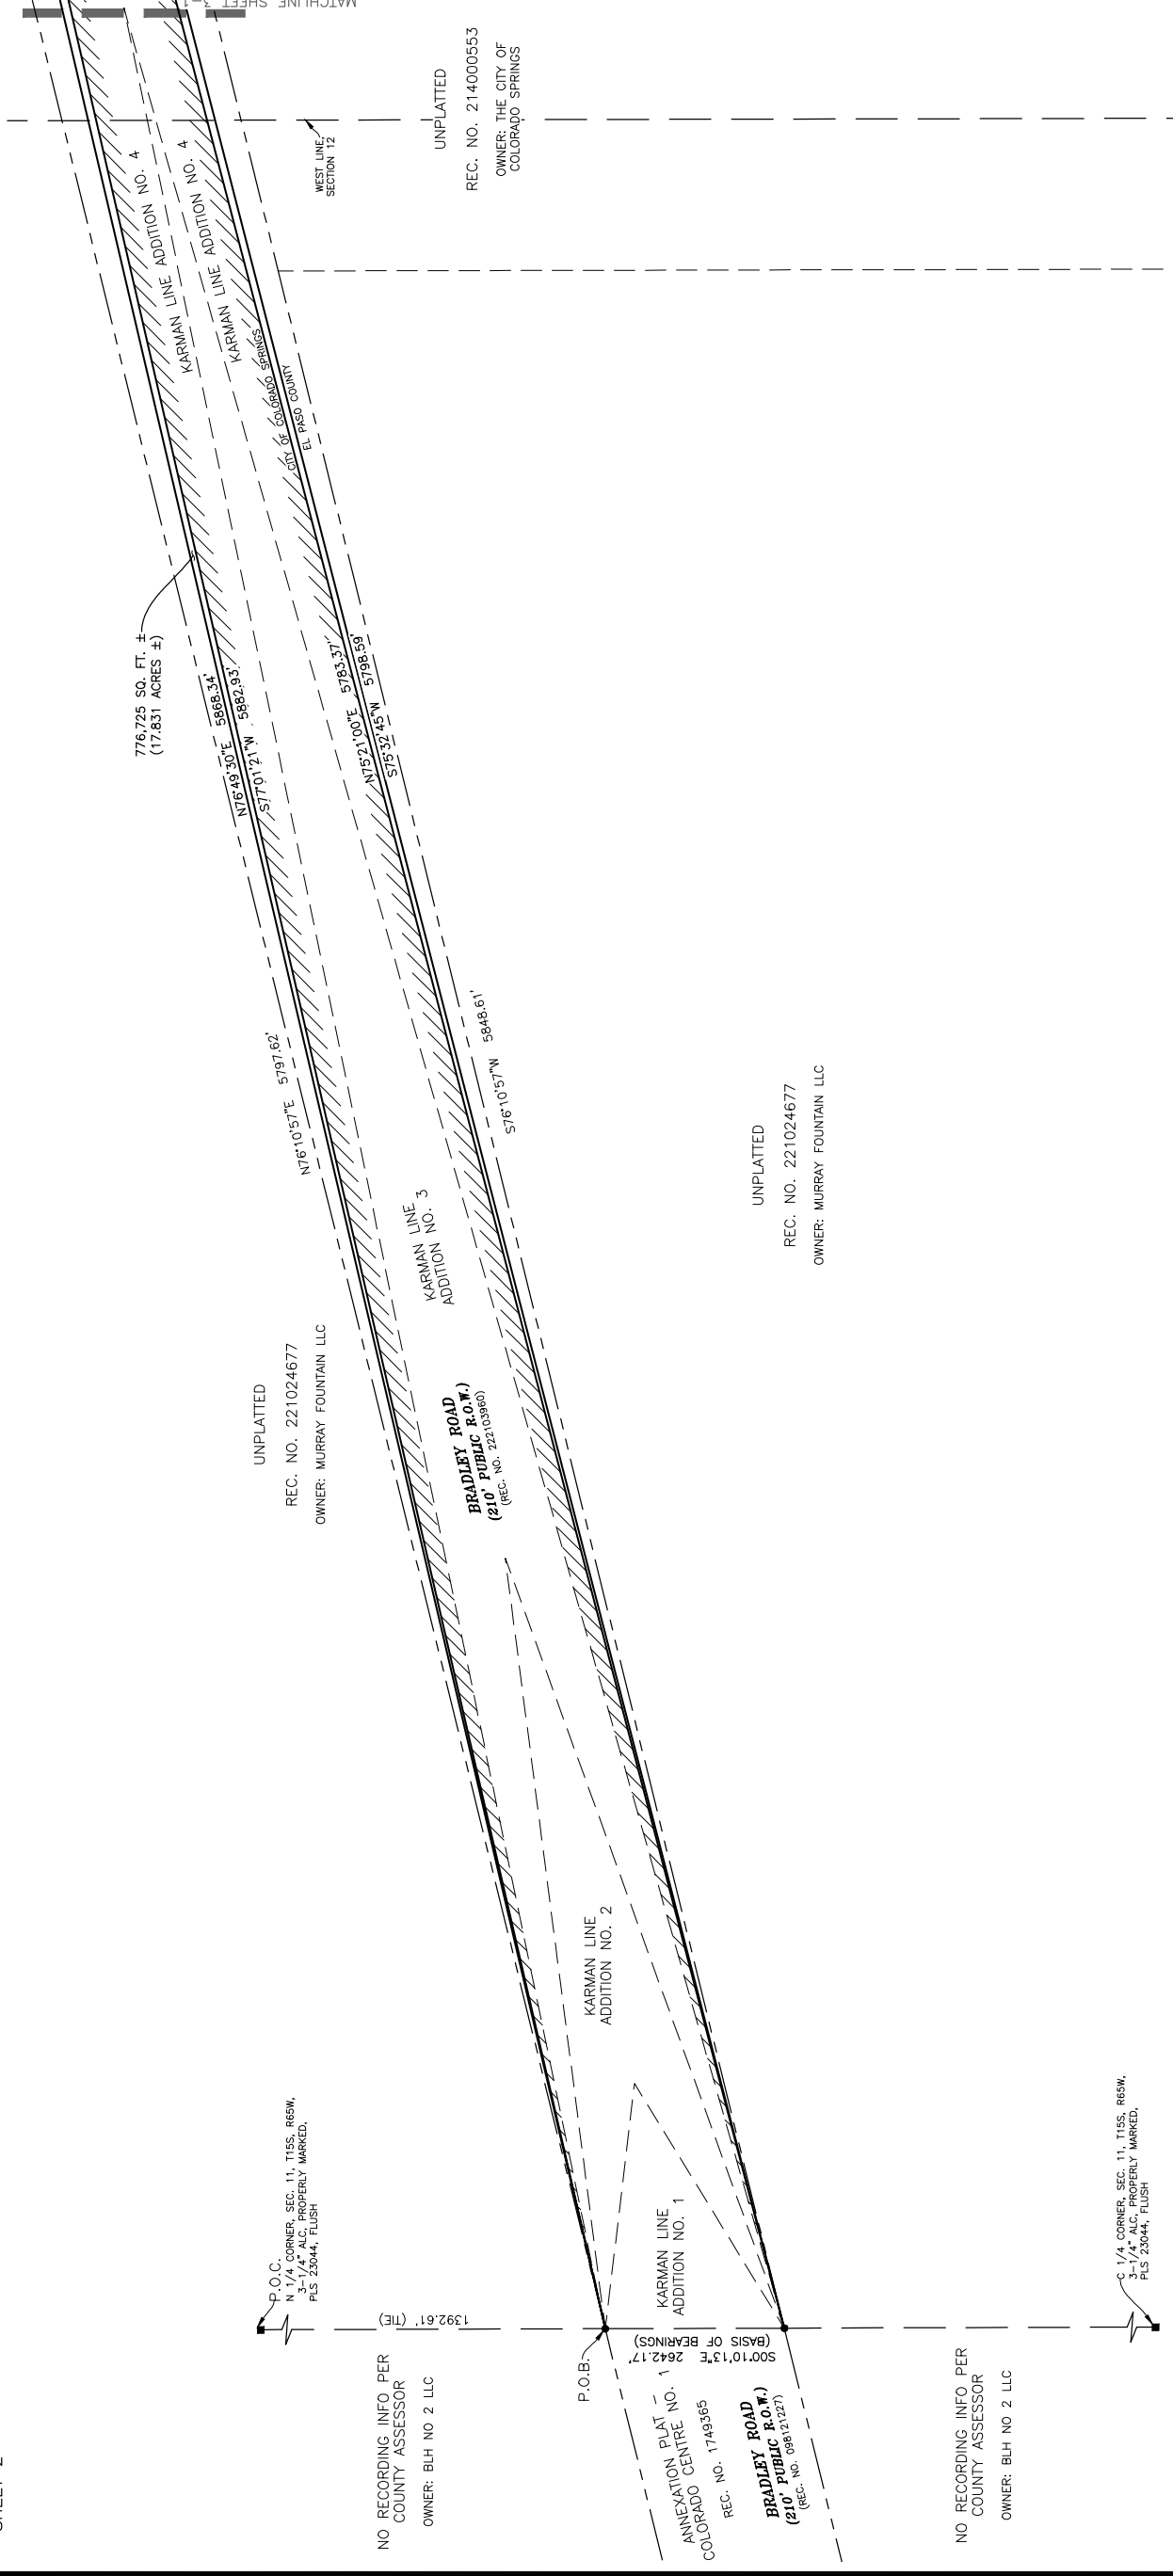 MATCHLINE SHEET 3-1
UNPLATTED
REC. NO. 214000553
OWNER: THE CITY OF
COLORADO SPRINGS
WEST LINE,
SECTION 12
KARMAN LINE ADDITION NO. 4
KARMAN LINE ADDITION NO. 4
CITY OF COLORADO SPRINGS
EL PASO COUNTY
776,725 SQ. FT. ±
(17.831 ACRES ±)
N76°49'30"E 5868.34'
S77°01'21"W 5882.93'
N75°21'00"E 5783.37'
S75°32'45"W 5798.59'
N76°10'57"E 5797.62'
S76°10'57"W 5848.61'
KARMAN LINE
ADDITION NO. 3
UNPLATTED
REC. NO. 221024677
OWNER: MURRAY FOUNTAIN LLC
UNPLATTED
REC. NO. 221024677
OWNER: MURRAY FOUNTAIN LLC
BRADLEY ROAD
(210' PUBLIC R.O.W.)
(REC. NO. 222103960)
KARMAN LINE
ADDITION NO. 2
KARMAN LINE
ADDITION NO. 1
P.O.C.
N 1/4 CORNER, SEC. 11, T15S, R65W,
3-1/4" ALC, PROPERLY MARKED,
PLS 23044, FLUSH
C 1/4 CORNER, SEC. 11, T15S, R65W,
3-1/4" ALC, PROPERLY MARKED,
PLS 23044, FLUSH
1392.61' (TIE)
P.O.B.
S00°10'13"E 2642.17'
(BASIS OF BEARINGS)
NO RECORDING INFO PER
COUNTY ASSESSOR
OWNER: BLH NO 2 LLC
ANNEXATION PLAT -
COLORADO CENTRE NO. 1
REC. NO. 1749365
BRADLEY ROAD
(210' PUBLIC R.O.W.)
(REC. NO. 098121227)
NO RECORDING INFO PER
COUNTY ASSESSOR
OWNER: BLH NO 2 LLC